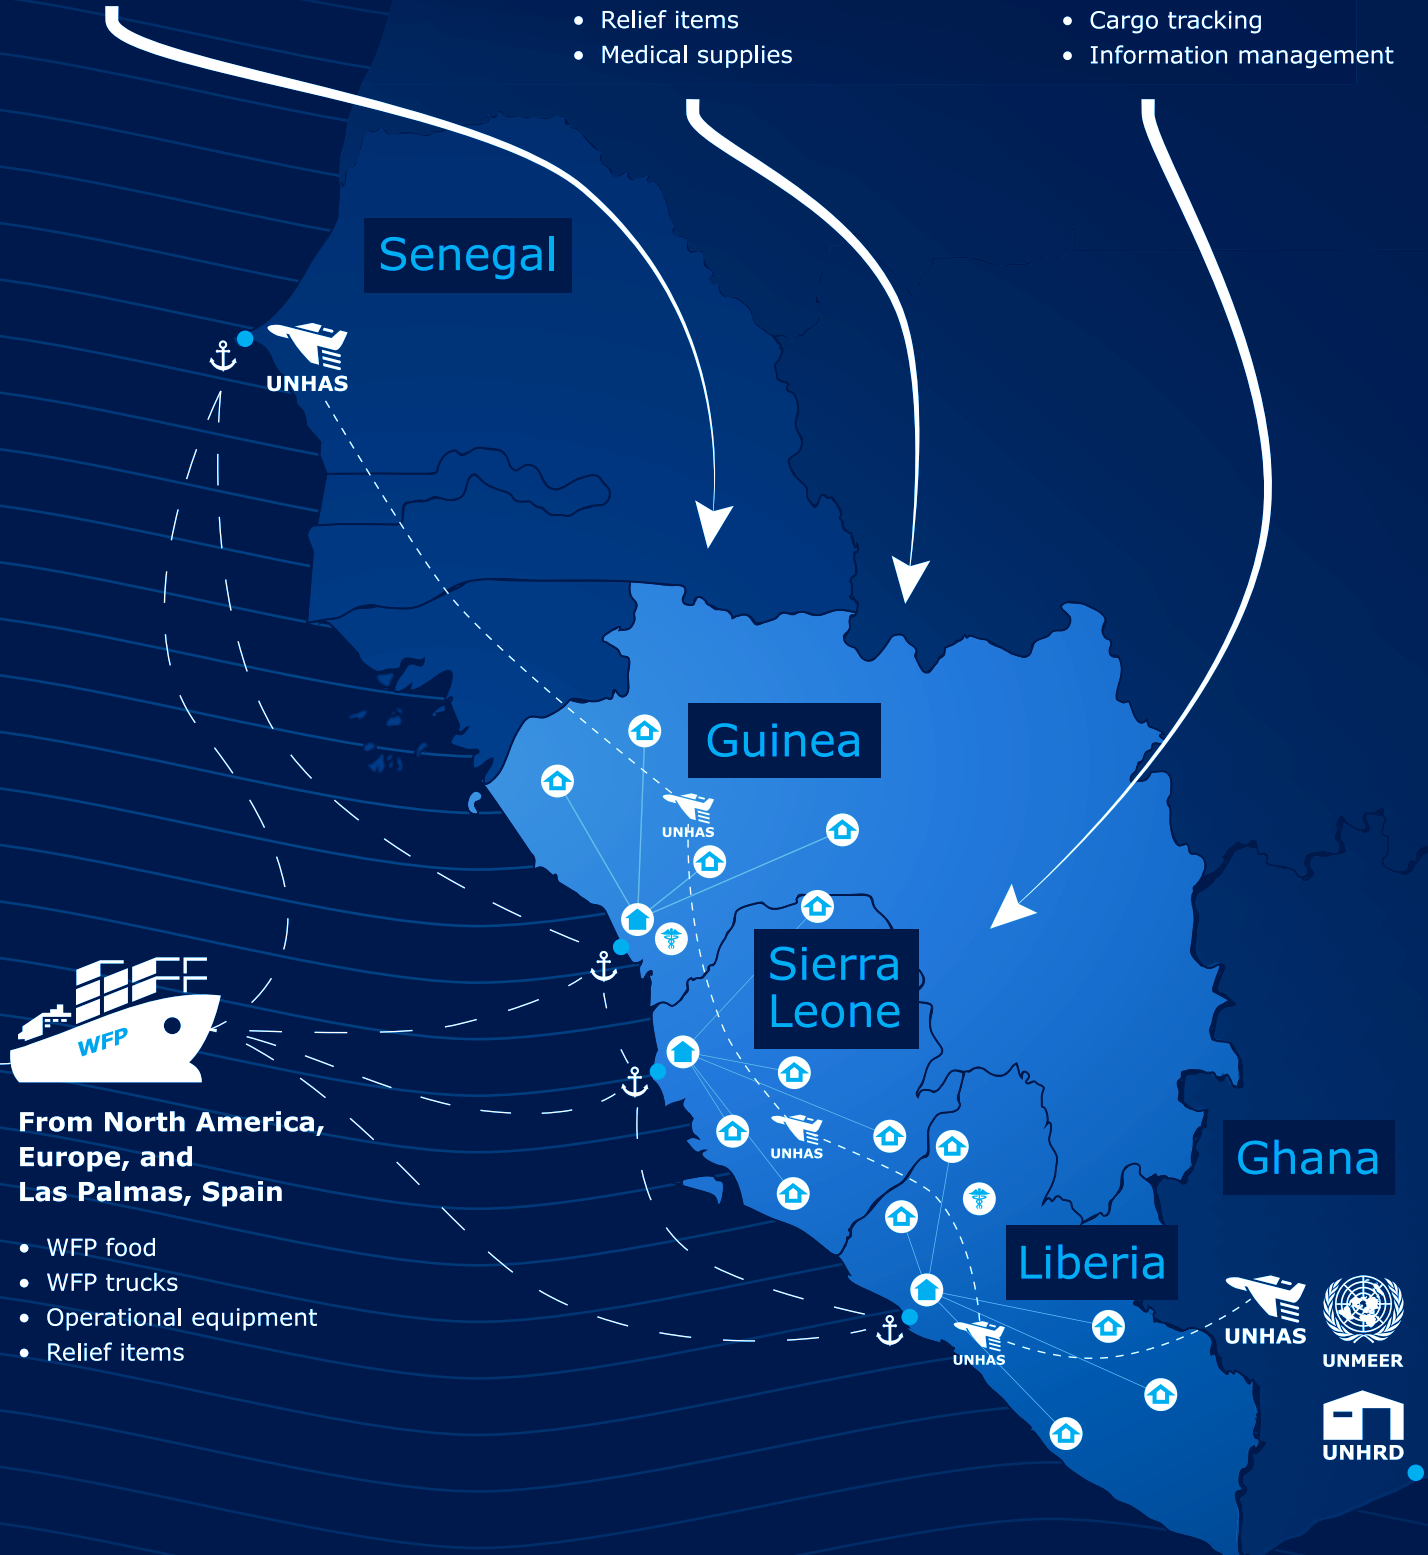 • Relief items
• Medical supplies
• Cargo tracking
• Information management
Senegal
UNHAS
Guinea
UNHAS
Sierra
Leone
WFP
From North America,
Europe, and
Las Palmas, Spain
• WFP food
• WFP trucks
• Operational equipment
• Relief items
UNHAS
Ghana
Liberia
UNHAS
UNHAS
UNMEER
UNHRD